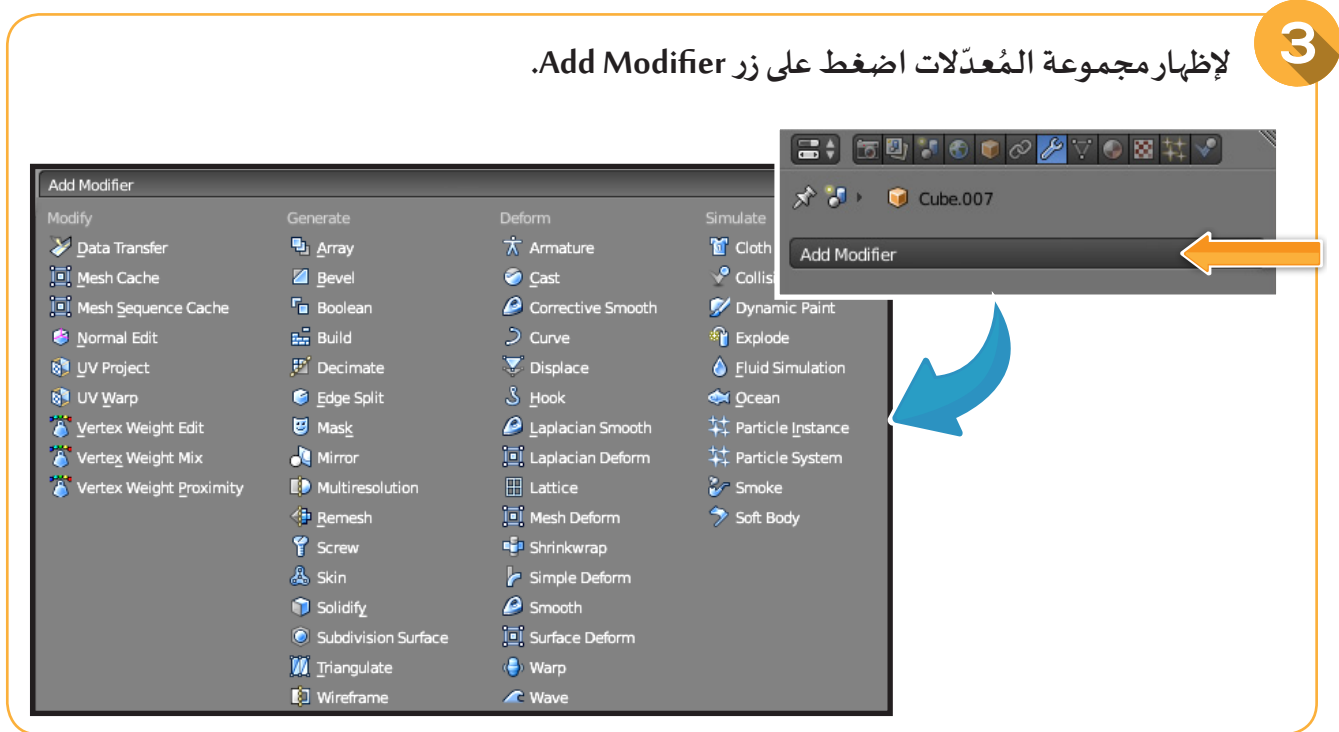 3
لإظهار مجموعة المُعدّلات اضغط على زر Add Modifier.
Cube.007
Add Modifier
Add Modifier
Modify
Data Transfer
Mesh Cache
Mesh Sequence Cache
Normal Edit
UV Project
UV Warp
Vertex Weight Edit
Vertex Weight Mix
Vertex Weight Proximity
Generate
Array
Bevel
Boolean
Build
Decimate
Edge Split
Mask
Mirror
Multiresolution
Remesh
Screw
Skin
Solidify
Subdivision Surface
Triangulate
Wireframe
Deform
Armature
Cast
Corrective Smooth
Curve
Displace
Hook
Laplacian Smooth
Laplacian Deform
Lattice
Mesh Deform
Shrinkwrap
Simple Deform
Smooth
Surface Deform
Warp
Wave
Simulate
Cloth
Collisi
Dynamic Paint
Explode
Fluid Simulation
Ocean
Particle Instance
Particle System
Smoke
Soft Body